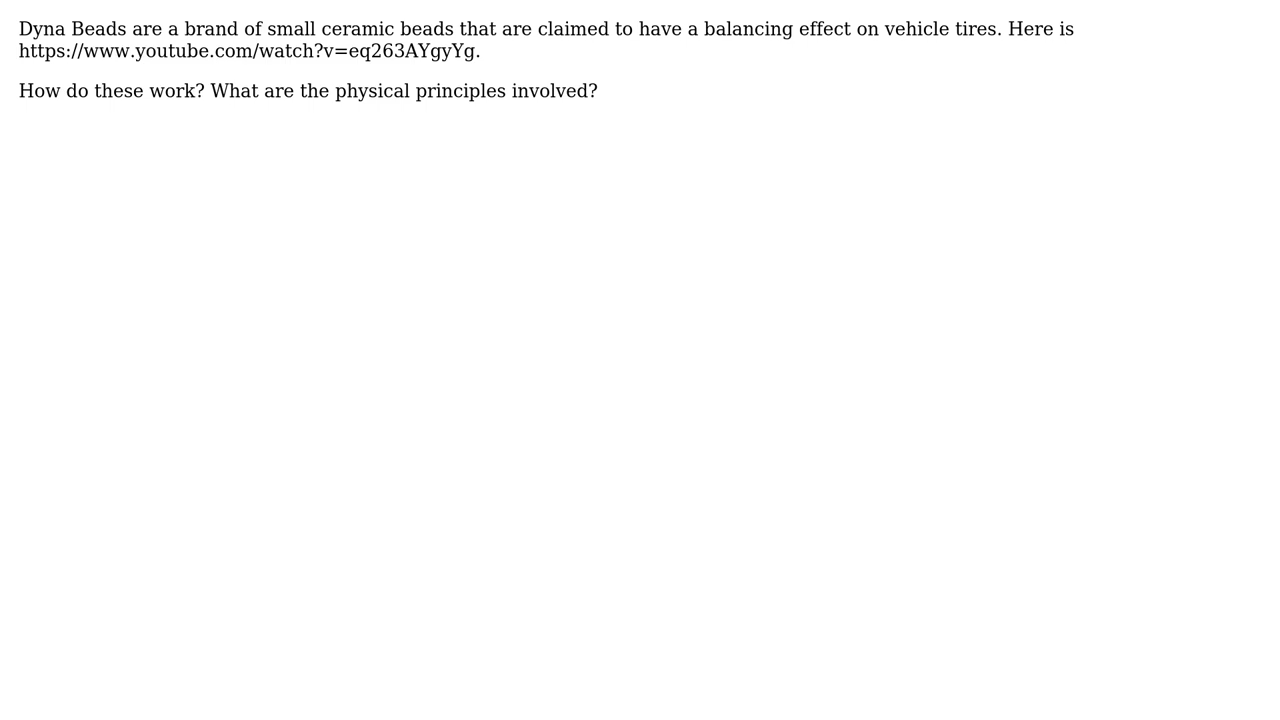 Dyna Beads are a brand of small ceramic beads that are claimed to have a balancing effect on vehicle tires. Here is
https://www.youtube.com/watch?v=eq263AYgyYg.
How do these work? What are the physical principles involved?